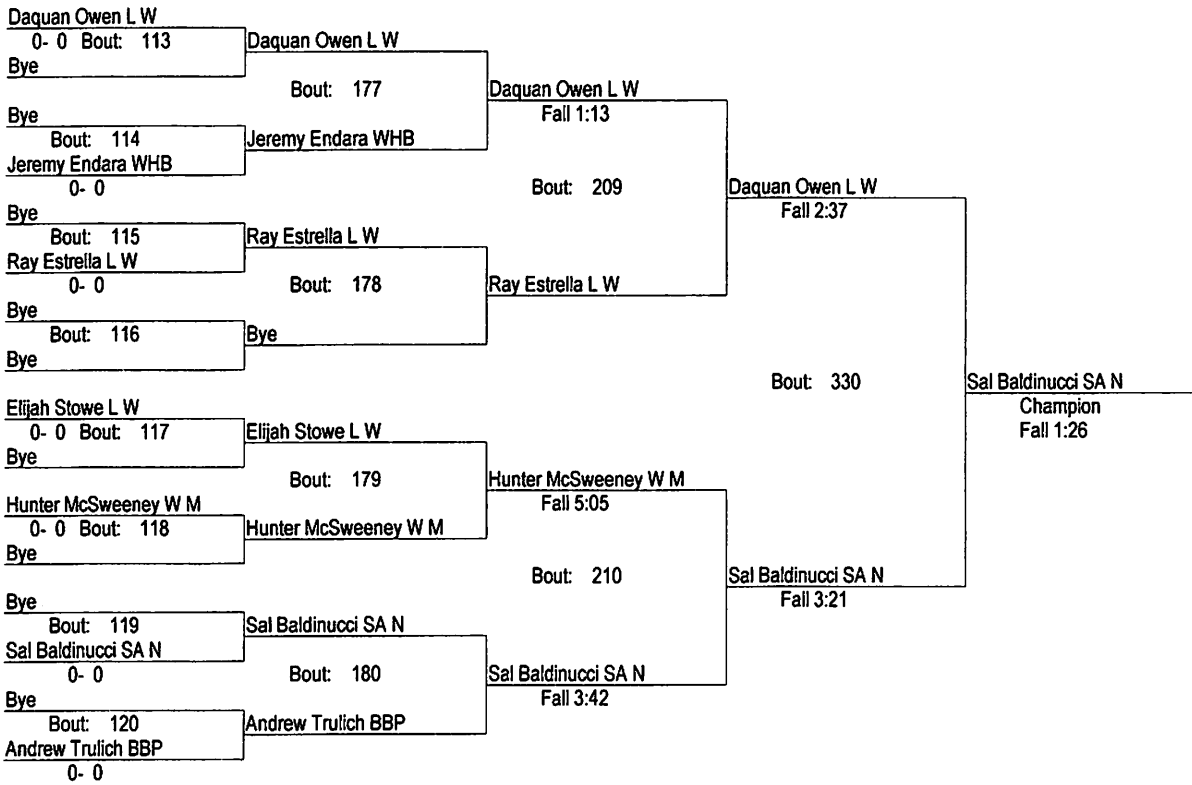 Daquan Owen L W
0- 0 Bout: 113
Bye
Bye
Bout: 114
Jeremy Endara WHB
0- 0
Bye
Bout: 115
Ray Estrella L W
0- 0
Bye
Bout: 116
Bye
Elijah Stowe L W
0- 0 Bout: 117
Bye
Hunter McSweeney W M
0- 0 Bout: 118
Bye
Bye
Bout: 119
Sal Baldinucci SA N
0- 0
Bye
Bout: 120
Andrew Trulich BBP
0- 0
Daquan Owen L W
Bout: 177
Jeremy Endara WHB
Ray Estrella L W
Bout: 178
Bye
Elijah Stowe L W
Bout: 179
Hunter McSweeney W M
Sal Baldinucci SA N
Bout: 180
Andrew Trulich BBP
Daquan Owen L W
Fall 1:13
Bout: 209
Ray Estrella L W
Hunter McSweeney W M
Fall 5:05
Bout: 210
Sal Baldinucci SA N
Fall 3:42
Daquan Owen L W
Fall 2:37
Bout: 330
Sal Baldinucci SA N
Fall 3:21
Sal Baldinucci SA N
Champion
Fall 1:26